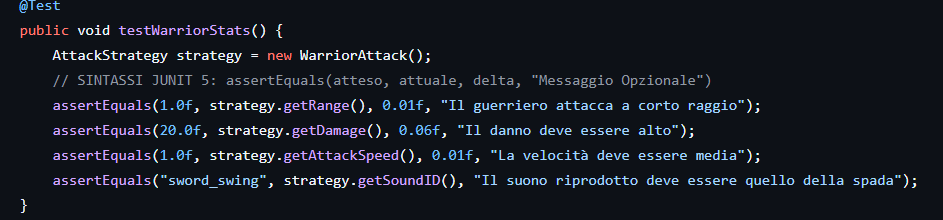 @Test
public void testWarriorStats() {
    AttackStrategy strategy = new WarriorAttack();
    // SINTASSI JUNIT 5: assertEquals(atteso, attuale, delta, "Messaggio Opzionale")
    assertEquals(1.0f, strategy.getRange(), 0.01f, "Il guerriero attacca a corto raggio");
    assertEquals(20.0f, strategy.getDamage(), 0.06f, "Il danno deve essere alto");
    assertEquals(1.0f, strategy.getAttackSpeed(), 0.01f, "La velocità deve essere media");
    assertEquals("sword_swing", strategy.getSoundID(), "Il suono riprodotto deve essere quello della spada");
}